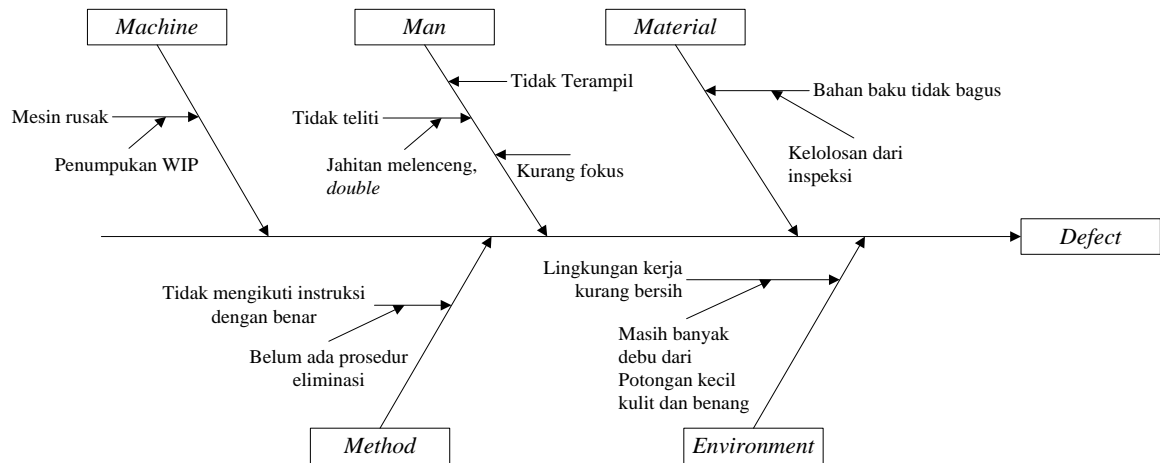 Machine
Man
Material
Tidak Terampil
Bahan baku tidak bagus
Mesin rusak
Tidak teliti
Penumpukan WIP
Jahitan melenceng,
double
Kurang fokus
Kelolosan dari
inspeksi
Defect
Tidak mengikuti instruksi
dengan benar
Belum ada prosedur
eliminasi
Lingkungan kerja
kurang bersih
Masih banyak
debu dari
Potongan kecil
kulit dan benang
Method
Environment